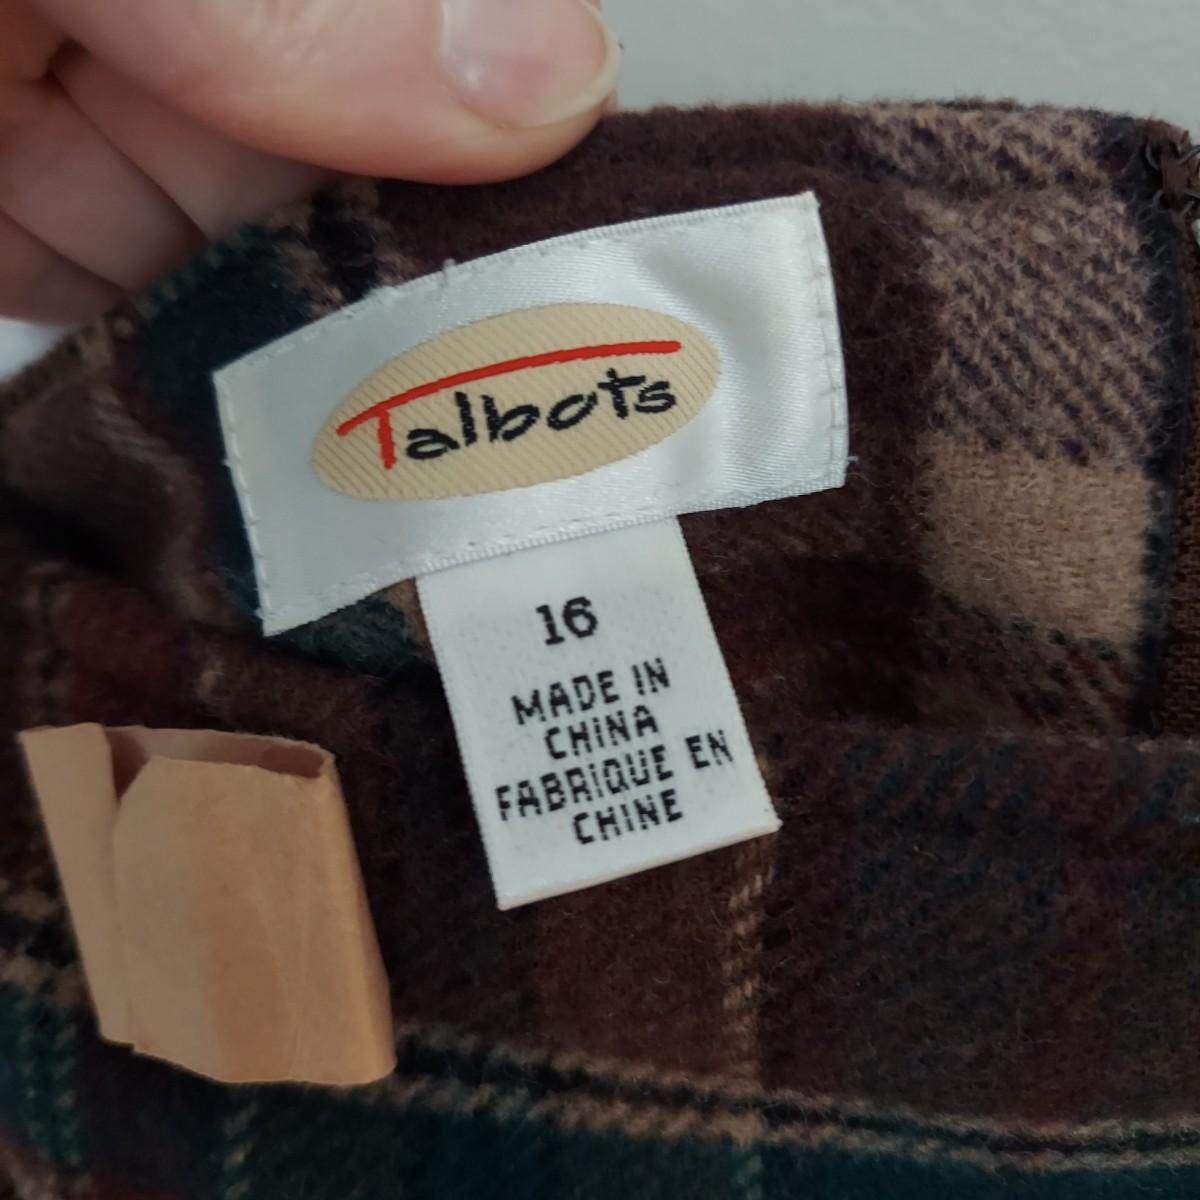 Talbots
16
MADE IN
CHINA
FABRIQUE EN
CHINE